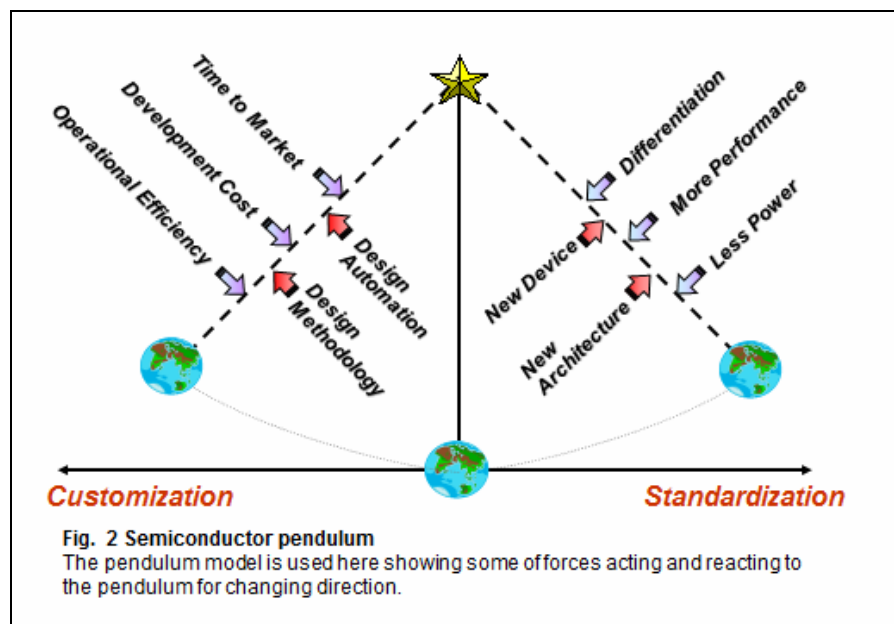 Time to Market
Development Cost
Operational Efficiency
Design
Automation
Design
Methodology
Differentiation
More Performance
Less Power
New Device
New
Architecture
Customization
Standardization
Fig. 2 Semiconductor pendulum
The pendulum model is used here showing some of forces acting and reacting to
the pendulum for changing direction.